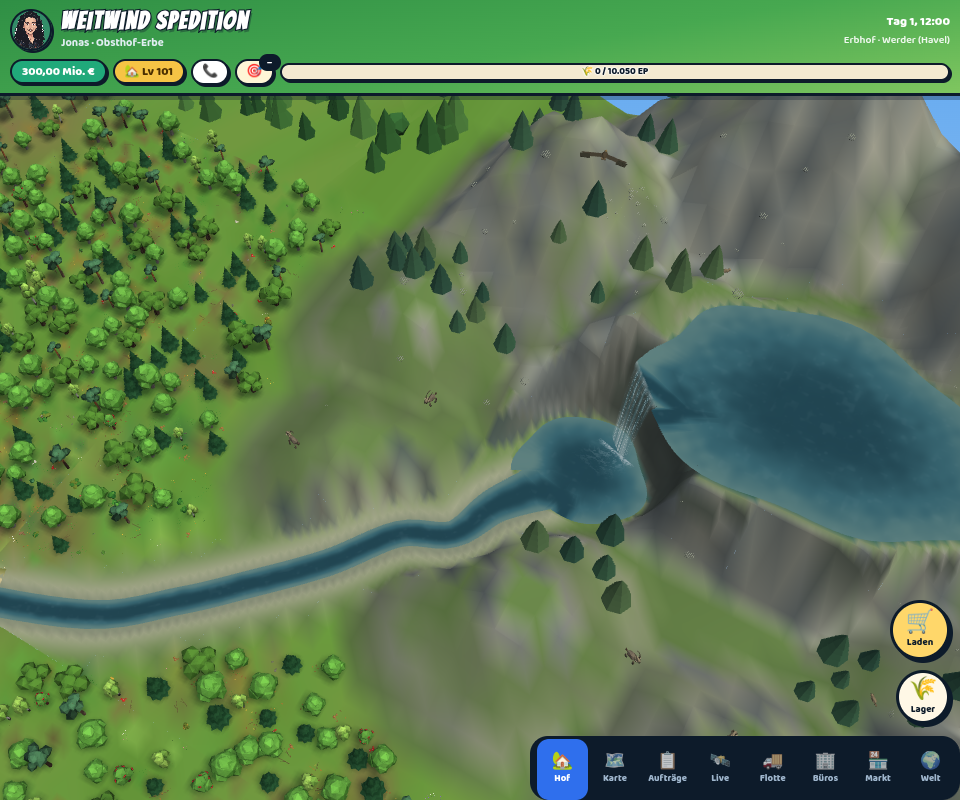 WEITWIND SPEDITION
Jonas · Obsthof-Erbe
Tag 1, 12:00
Erbhof · Werder (Havel)
300,00 Mio. €
Lv 101
–
0 / 10.050 EP
Laden
Lager
Hof
Karte
Aufträge
Live
Flotte
Büros
Markt
Welt